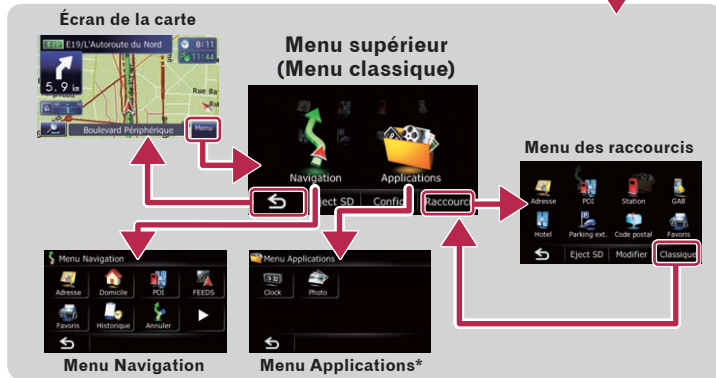 Écran de la carte
E19/L'Autoroute du Nord
8:11
11:44
5.9 km
Rue Ba
Boulevard Périphérique
Menu
Menu supérieur
(Menu classique)
Navigation
Applications
Eject SD
Config
Raccourci
Menu des raccourcis
Adresse
POI
Station
GAB
Hotel
Parking ext.
Code postal
Favoris
Eject SD
Modifier
Classique
Menu Navigation
Adresse
Domicile
POI
FEEDS
Favoris
Historique
Annuler
Menu Navigation
Menu Applications
Clock
Photo
Menu Applications*